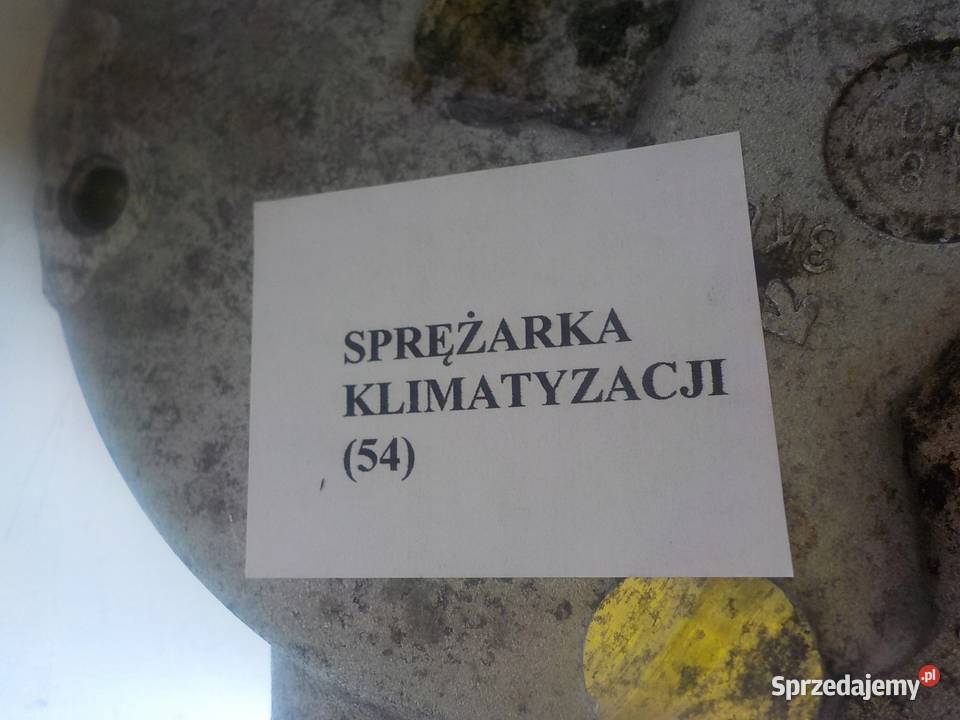 SPRĘŻARKA
KLIMATYZACJI
(54)
Sprzedajemy.pl